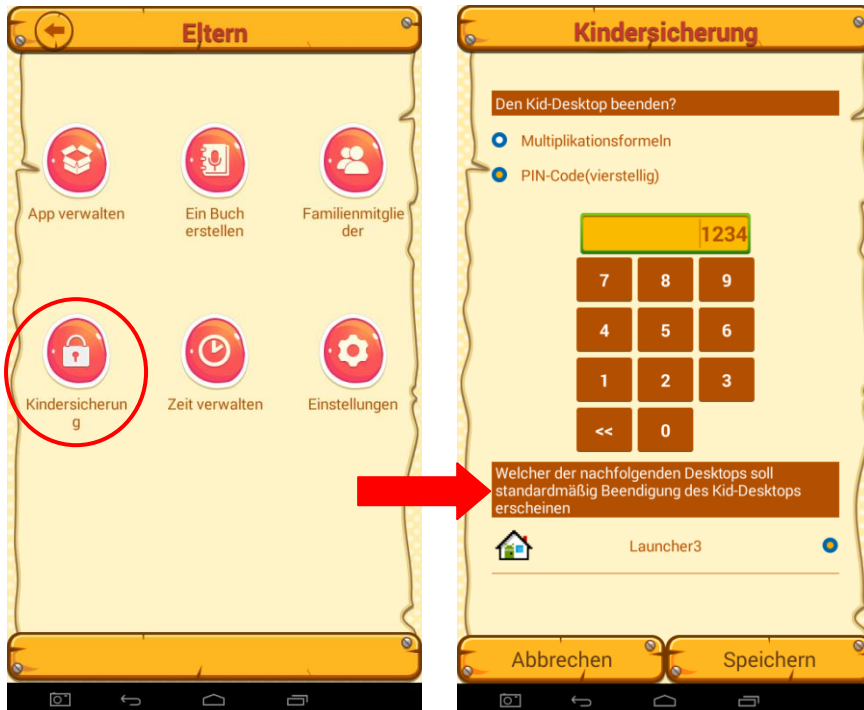 Eltern
App verwalten
Ein Buch
erstellen
Familienmitglie
der
Kindersicherun
g
Zeit verwalten
Einstellungen
Kindersicherung
Den Kid-Desktop beenden?
Multiplikationsformeln
PIN-Code(vierstellig)
1234
7 8 9
4 5 6
1 2 3
<< 0
Welcher der nachfolgenden Desktops soll
standardmäßig Beendigung des Kid-Desktops
erscheinen
Launcher3
Abbrechen
Speichern